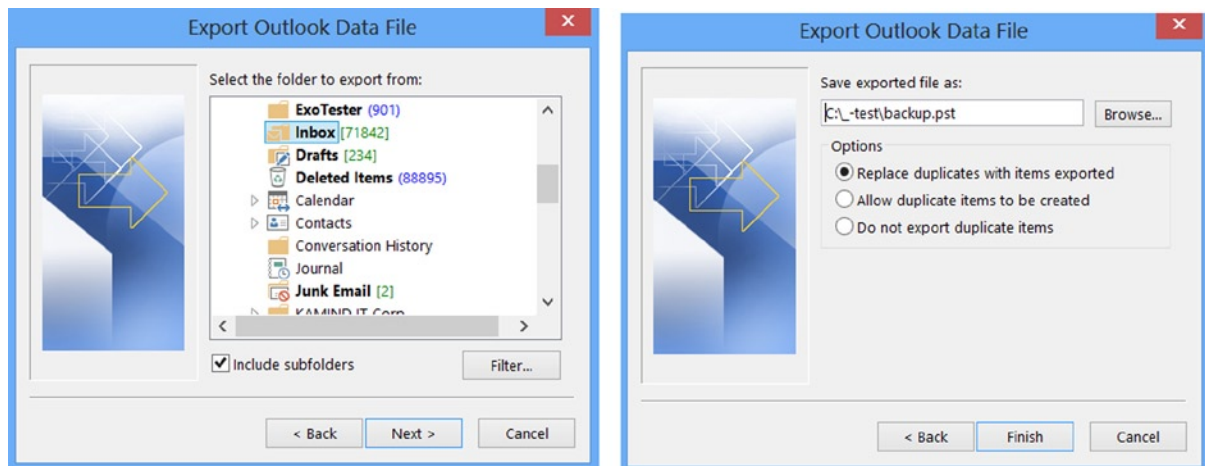 Export Outlook Data File
Select the folder to export from:
ExoTester (901)
Inbox [71842]
Drafts [234]
Deleted Items (88895)
Calendar
Contacts
Conversation History
Journal
Junk Email [2]
KAMIND IT Corp
Include subfolders
Filter...
< Back Next > Cancel
Export Outlook Data File
Save exported file as:
C:\_-test\backup.pst Browse...
Options
Replace duplicates with items exported
Allow duplicate items to be created
Do not export duplicate items
< Back Finish Cancel